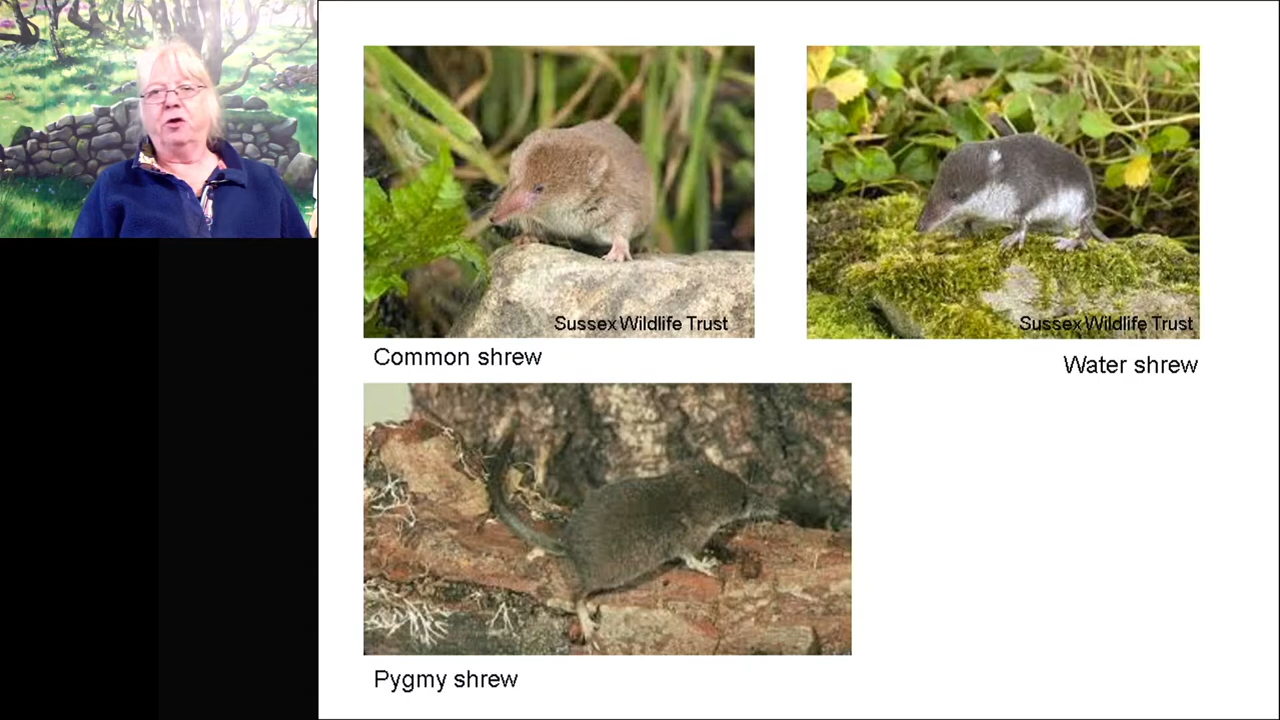 Sussex Wildlife Trust
Common shrew
Sussex Wildlife Trust
Water shrew
Pygmy shrew